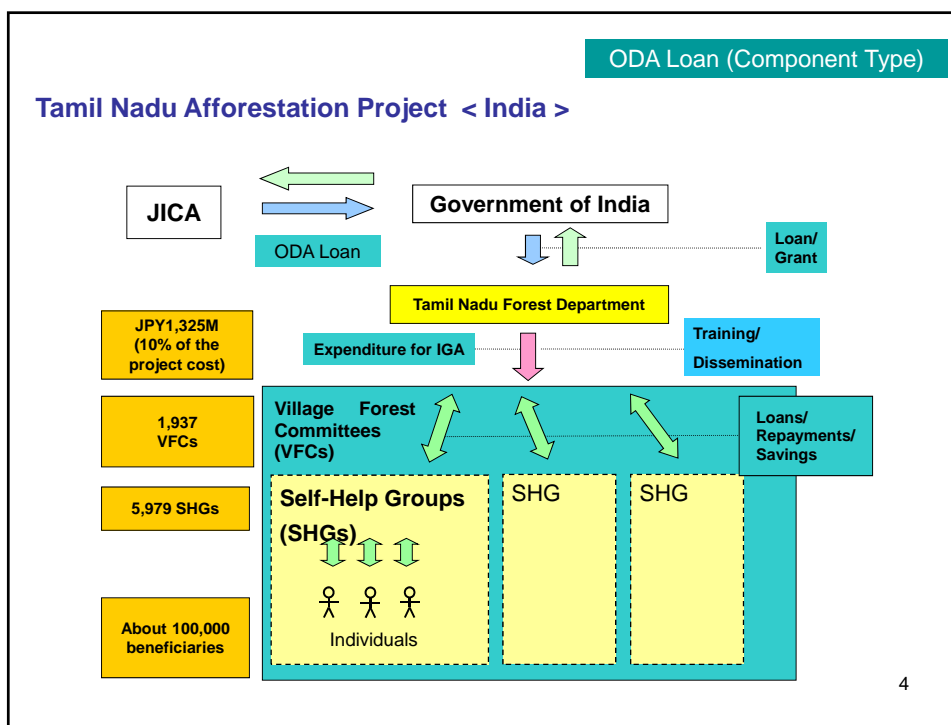 ODA Loan (Component Type)
Tamil Nadu Afforestation Project < India >
JICA
Government of India
ODA Loan
Loan/
Grant
Tamil Nadu Forest Department
JPY1,325M
(10% of the
project cost)
Expenditure for IGA
Training/
Dissemination
1,937
VFCs
Village Forest
Committees
(VFCs)
Loans/
Repayments/
Savings
5,979 SHGs
Self-Help Groups
(SHGs)
SHG
SHG
Individuals
About 100,000
beneficiaries
4